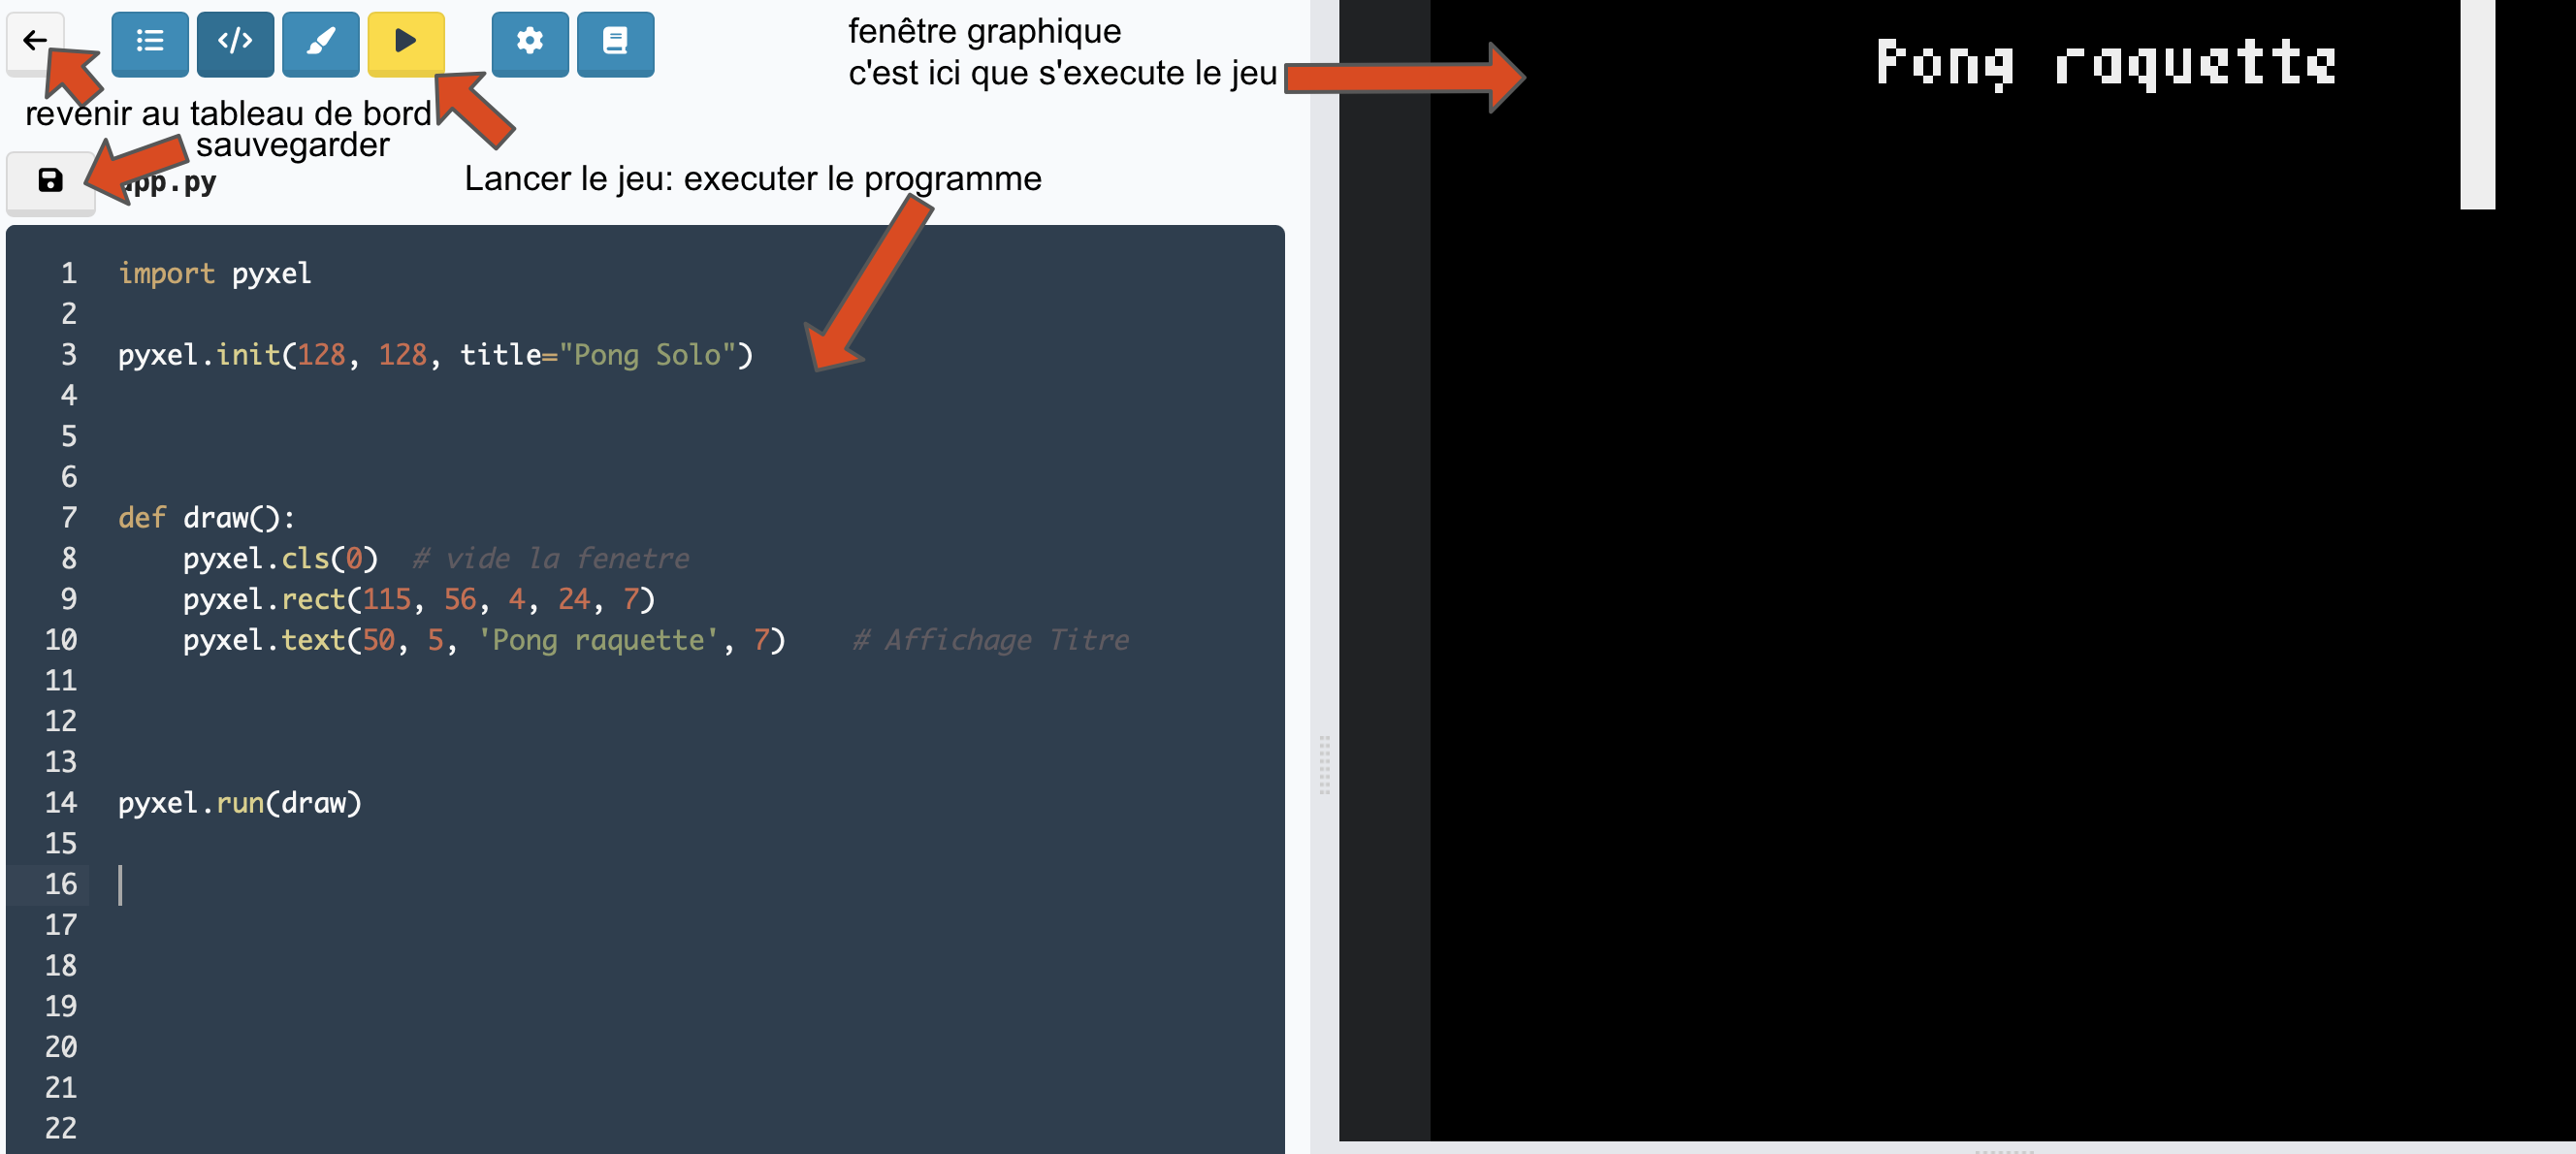 fenêtre graphique
c'est ici que s'execute le jeu
Pong raquette
revenir au tableau de bord
sauvegarder
app.py
Lancer le jeu: executer le programme
1 import pyxel
2
3 pyxel.init(128, 128, title="Pong Solo")
4
5
6
7 def draw():
8 pyxel.cls(0) # vide la fenetre
9 pyxel.rect(115, 56, 4, 24, 7)
10 pyxel.text(50, 5, 'Pong raquette', 7) # Affichage Titre
11
12
13
14 pyxel.run(draw)
15
16
17
18
19
20
21
22